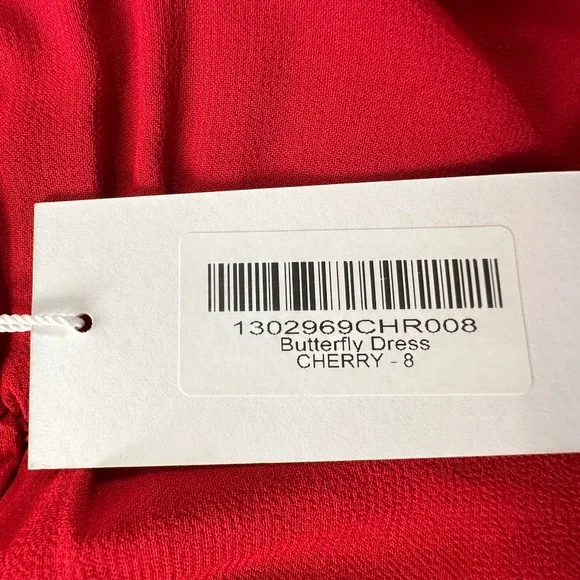 1302969CHR008
Butterfly Dress
CHERRY - 8